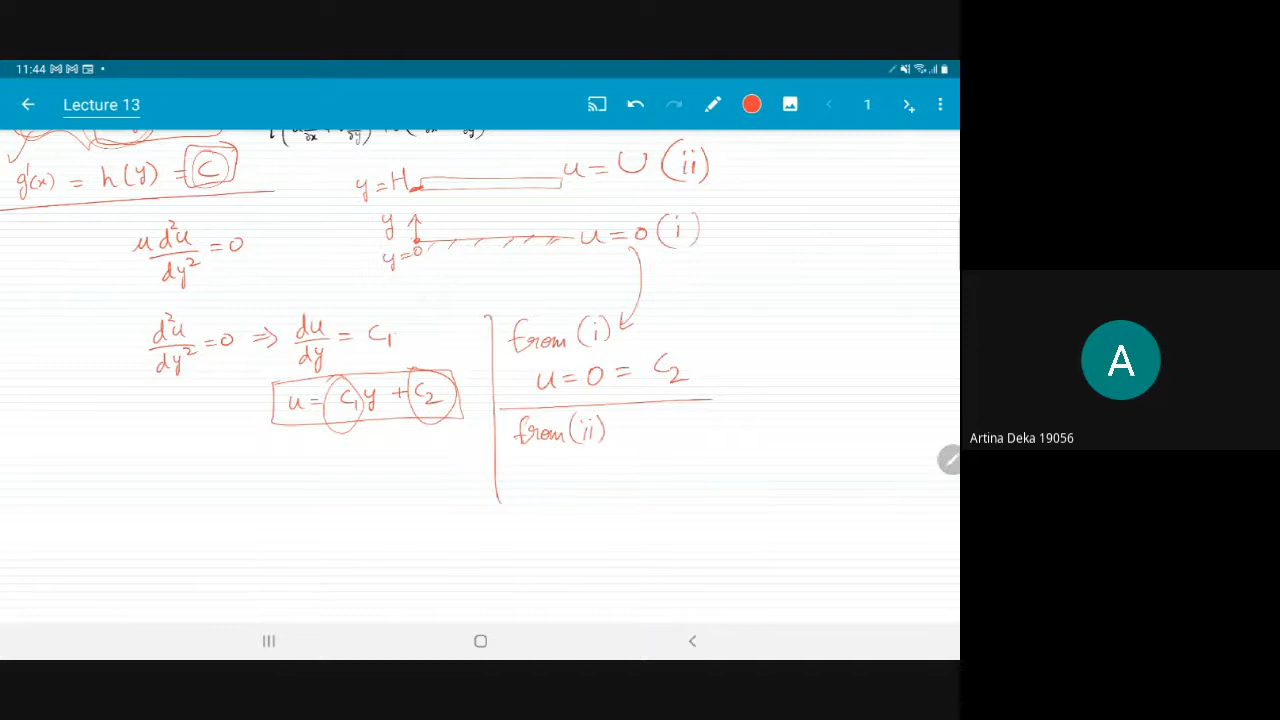 11:44
Lecture 13
g'(x) = h(y) = C
y=H u = U (ii)
y
y=0 u = 0 (i)
μ d²u/dy² = 0
d²u/dy² = 0 ⇒ du/dy = C₁
u = C₁y + C₂
from (i)
u = 0 = C₂
from (ii)
1
A
Artina Deka 19056